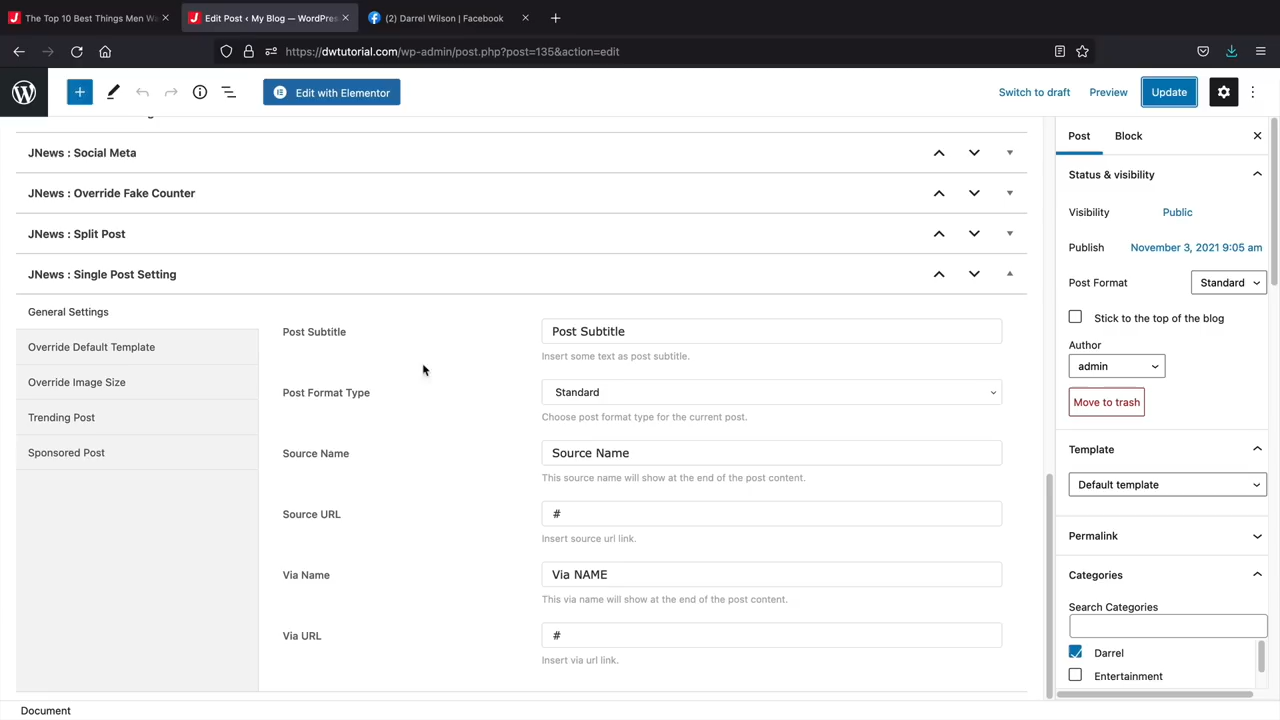 The Top 10 Best Things Men Wa
Edit Post ‹ My Blog — WordPres
(2) Darrel Wilson | Facebook
https://dwtutorial.com/wp-admin/post.php?post=135&action=edit
Edit with Elementor
Switch to draft
Preview
Update
JNews : Social Meta
JNews : Override Fake Counter
JNews : Split Post
JNews : Single Post Setting
General Settings
Override Default Template
Override Image Size
Trending Post
Sponsored Post
Post Subtitle
Post Subtitle
Insert some text as post subtitle.
Post Format Type
Standard
Choose post format type for the current post.
Source Name
Source Name
This source name will show at the end of the post content.
Source URL
#
Insert source url link.
Via Name
Via NAME
This via name will show at the end of the post content.
Via URL
#
Insert via url link.
Post
Block
Status & visibility
Visibility
Public
Publish
November 3, 2021 9:05 am
Post Format
Standard
Stick to the top of the blog
Author
admin
Move to trash
Template
Default template
Permalink
Categories
Search Categories
Darrel
Entertainment
Document